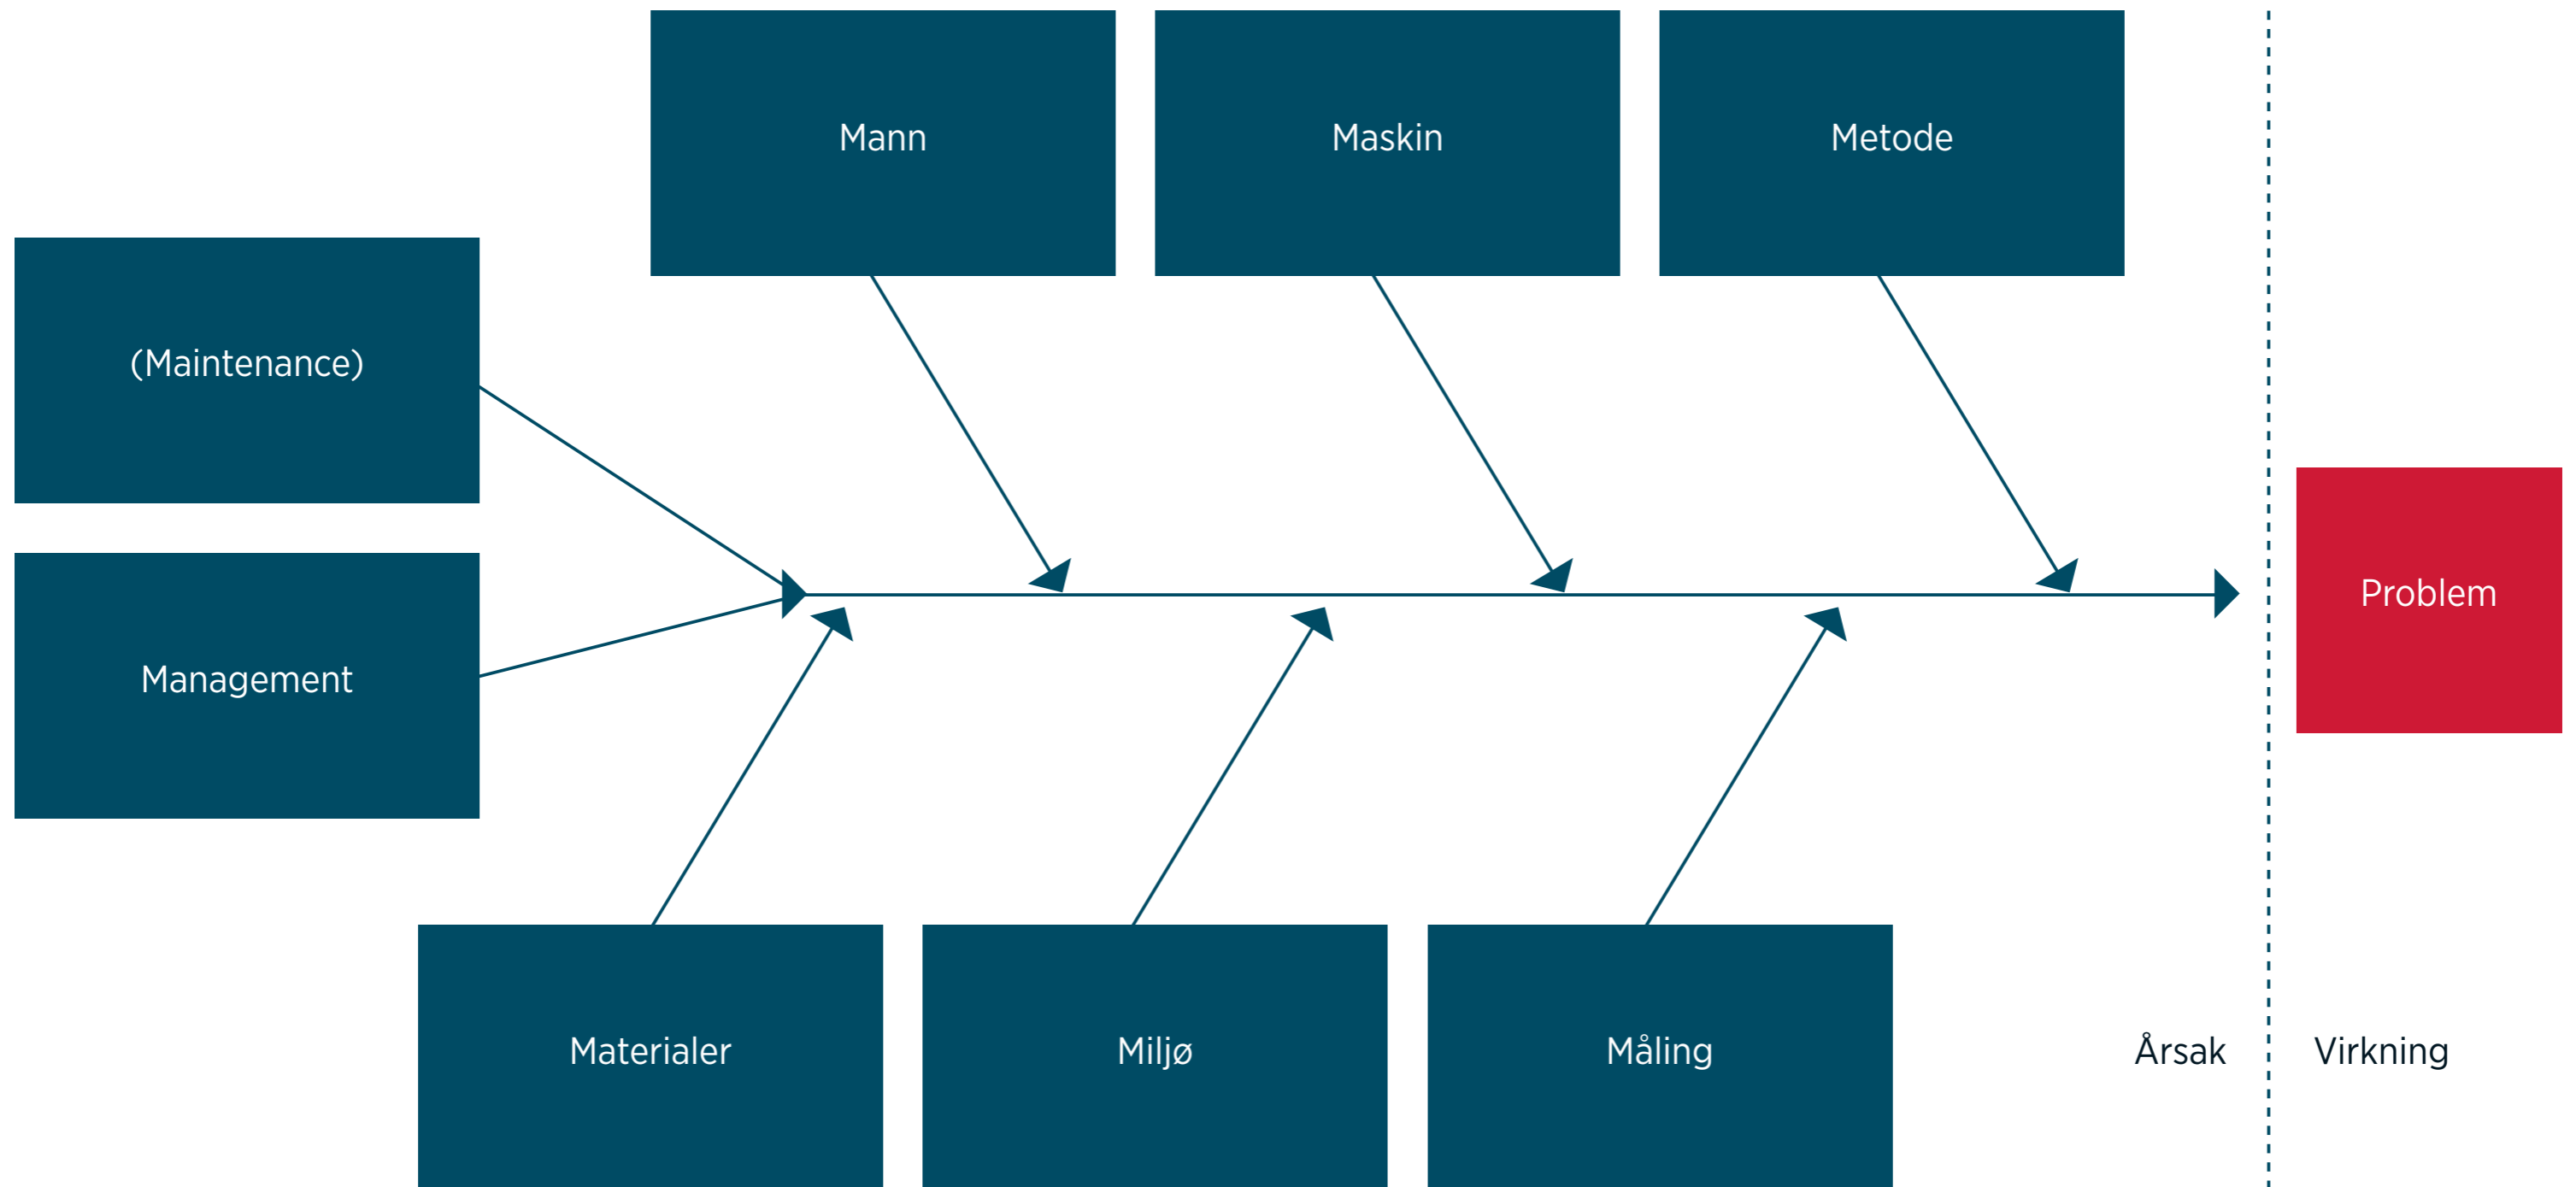 Mann
Maskin
Metode
(Maintenance)
Management
Problem
Materialer
Miljø
Måling
Årsak
Virkning